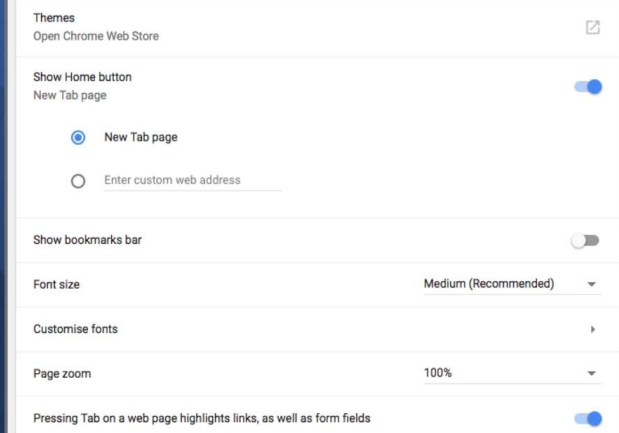 Themes
Open Chrome Web Store
Show Home button
New Tab page
New Tab page
Enter custom web address
Show bookmarks bar
Font size
Medium (Recommended)
Customise fonts
Page zoom
100%
Pressing Tab on a web page highlights links, as well as form fields